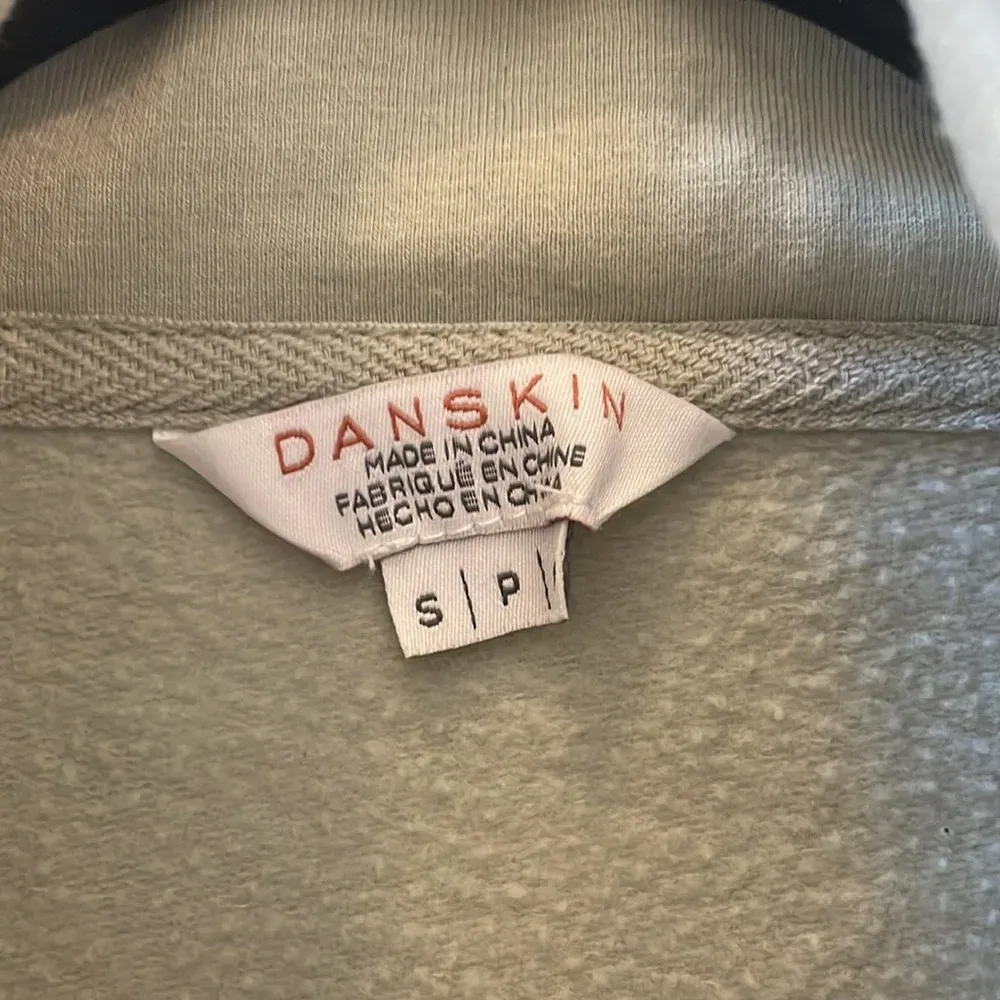 DANSKIN
MADE IN CHINA
FABRIQUÉ EN CHINE
HECHO EN CHINA
S | P |